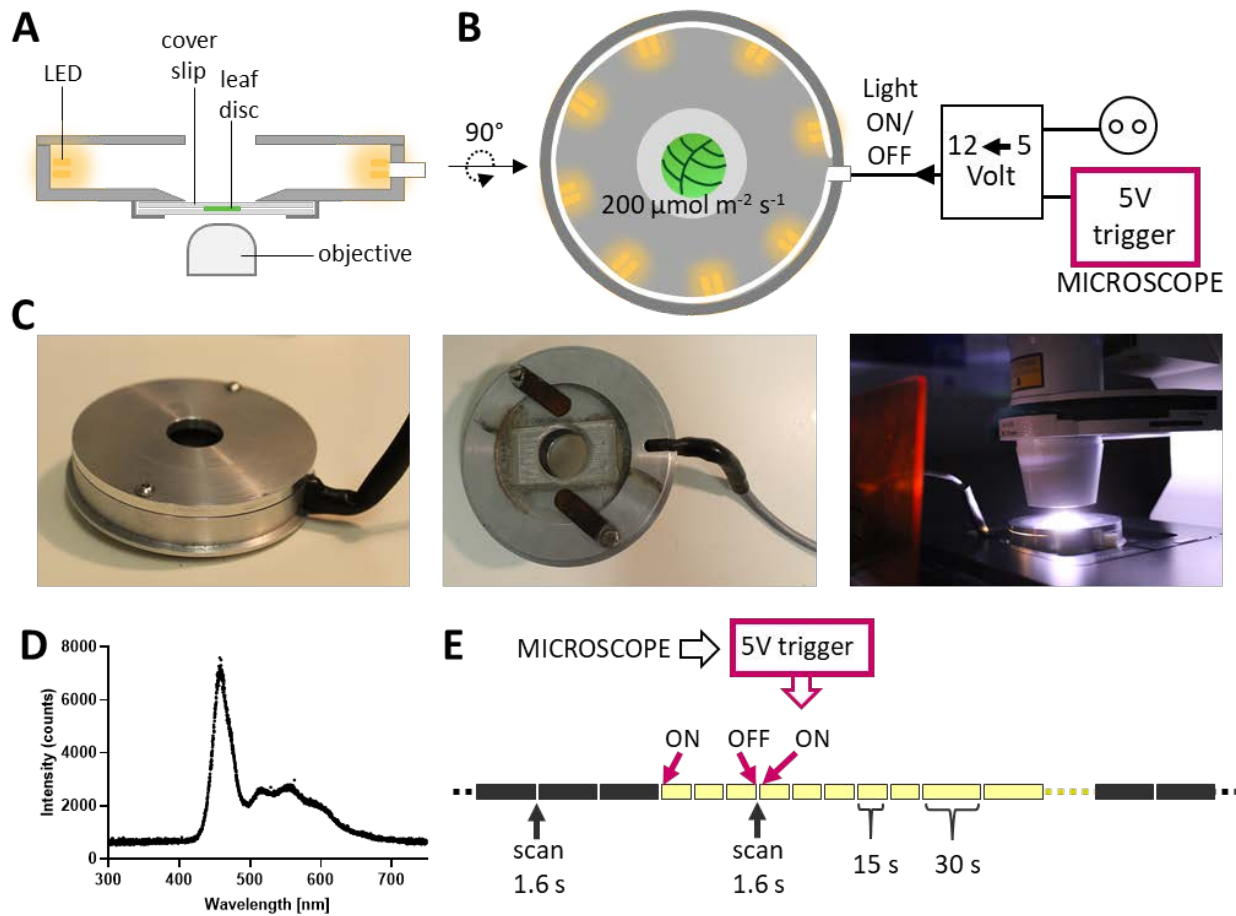 A
cover
slip
LED
leaf
disc
objective
90°
B
200 µmol m⁻² s⁻¹
Light
ON/
OFF
12 5
Volt
5V
trigger
MICROSCOPE
C
D
8000
6000
4000
2000
0
Intensity (counts)
300 400 500 600 700
Wavelength [nm]
E
MICROSCOPE
5V trigger
ON OFF ON
scan
1.6 s
scan
1.6 s
15 s
30 s